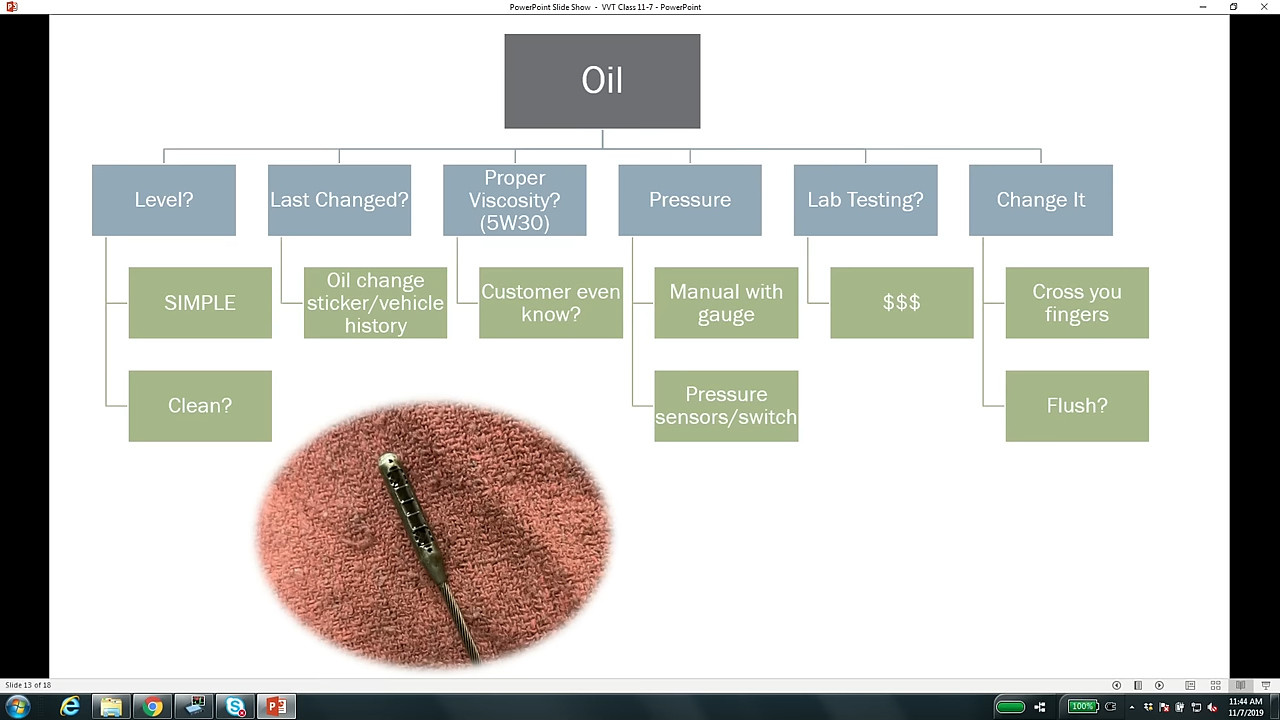 PowerPoint Slide Show - VVT Class 11-7 - PowerPoint
Oil
Level?
Last Changed?
Proper
Viscosity?
(5W30)
Pressure
Lab Testing?
Change It
SIMPLE
Oil change
sticker/vehicle
history
Customer even
know?
Manual with
gauge
$$$
Cross you
fingers
Clean?
Pressure
sensors/switch
Flush?
Slide 13 of 18
100%
11:44 AM
11/7/2019